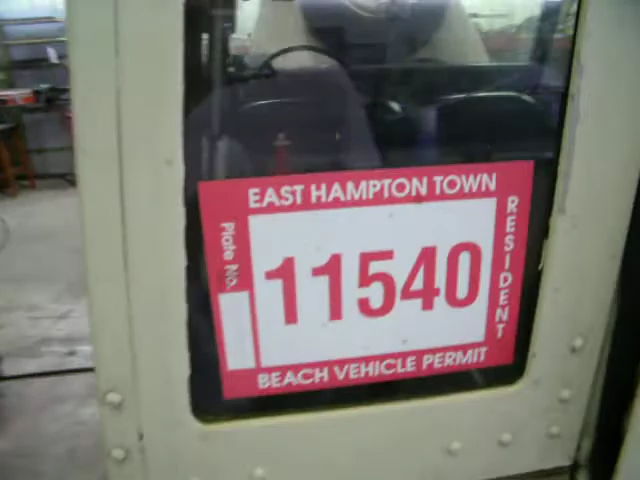 EAST HAMPTON TOWN
Plate No.
11540
RESIDENT
BEACH VEHICLE PERMIT